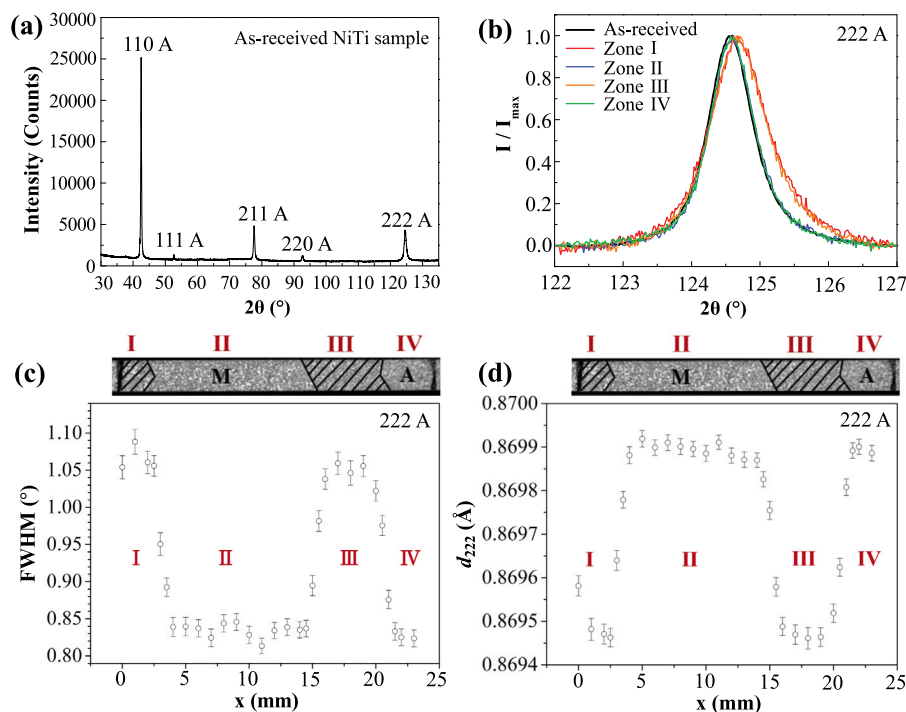 (a)
As-received NiTi sample
110 A
111 A
211 A
220 A
222 A
Intensity (Counts)
30000
25000
20000
15000
10000
5000
0
30 40 50 60 70 80 90 100 110 120 130
2θ (°)
(b)
222 A
As-received
Zone I
Zone II
Zone III
Zone IV
I / Imax
1.0
0.8
0.6
0.4
0.2
0.0
122 123 124 125 126 127
2θ (°)
(c)
I II III IV
M A
222 A
FWHM (°)
1.10
1.05
1.00
0.95
0.90
0.85
0.80
I II III IV
0 5 10 15 20 25
x (mm)
(d)
I II III IV
M A
222 A
d222 (Å)
0.8700
0.8699
0.8698
0.8697
0.8696
0.8695
0.8694
I II III IV
0 5 10 15 20 25
x (mm)